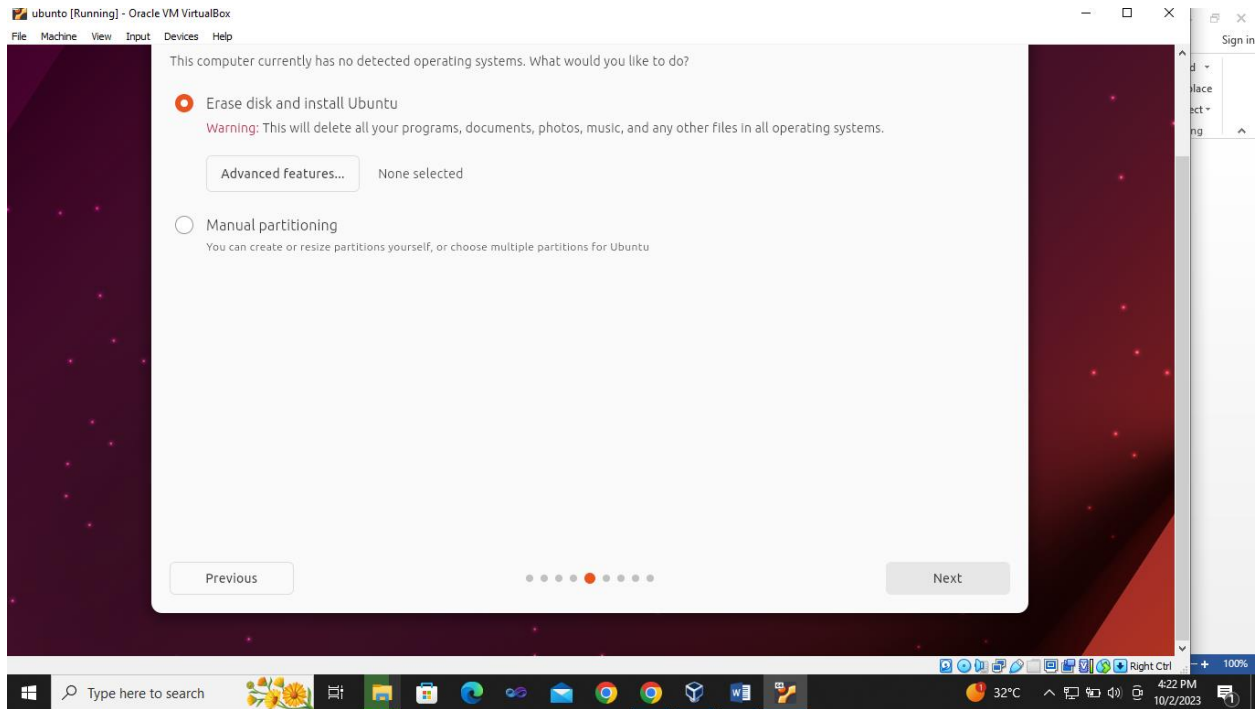 ubunto [Running] - Oracle VM VirtualBox
File Machine View Input Devices Help
Sign in
This computer currently has no detected operating systems. What would you like to do?
Erase disk and install Ubuntu
Warning: This will delete all your programs, documents, photos, music, and any other files in all operating systems.
Advanced features... None selected
Manual partitioning
You can create or resize partitions yourself, or choose multiple partitions for Ubuntu
Previous
Next
Right Ctrl
100%
Type here to search
32°C
4:22 PM
10/2/2023